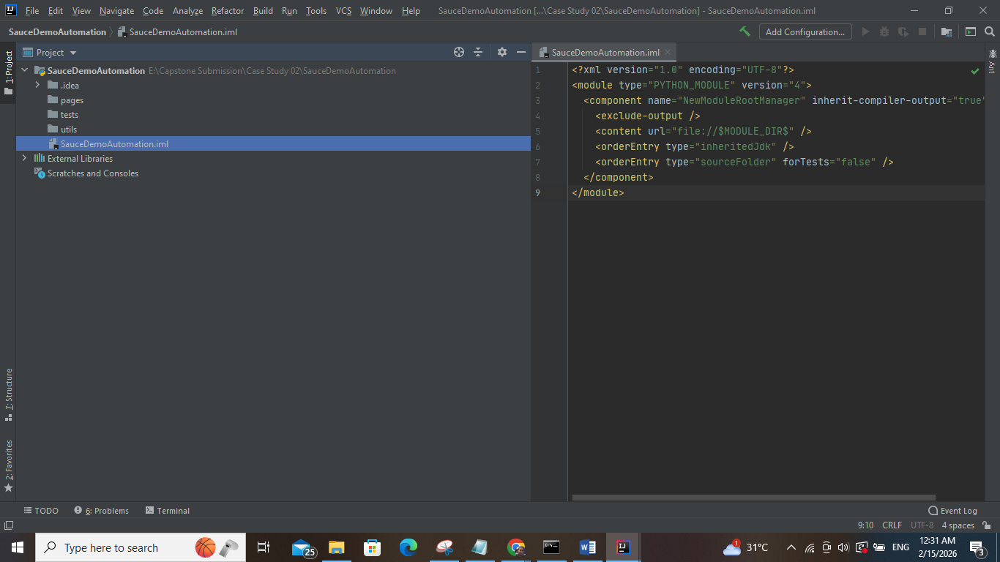 IJ File Edit View Navigate Code Analyze Refactor Build Run Tools VCS Window Help SauceDemoAutomation [...\Case Study 02\SauceDemoAutomation] - SauceDemoAutomation.iml
SauceDemoAutomation SauceDemoAutomation.iml Add Configuration...
1: Project
Project
SauceDemoAutomation E:\Capstone Submission\Case Study 02\SauceDemoAutomation
.idea
pages
tests
utils
SauceDemoAutomation.iml
External Libraries
Scratches and Consoles
7: Structure
2: Favorites
SauceDemoAutomation.iml
1 <?xml version="1.0" encoding="UTF-8"?>
2 <module type="PYTHON_MODULE" version="4">
3 <component name="NewModuleRootManager" inherit-compiler-output="true"
4 <exclude-output />
5 <content url="file://$MODULE_DIR$" />
6 <orderEntry type="inheritedJdk" />
7 <orderEntry type="sourceFolder" forTests="false" />
8 </component>
9 </module>
Ant
TODO 6: Problems Terminal Event Log
9:10 CRLF UTF-8 4 spaces
Type here to search 25 IJ 1 31°C ENG 12:31 AM 3
2/15/2026